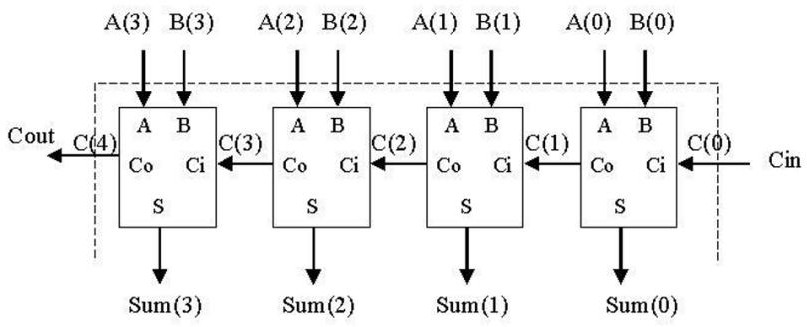 A(3) B(3) A(2) B(2) A(1) B(1) A(0) B(0)
A B A B A B A B
Cout C(4) C(3) C(2) C(1) C(0) Cin
Co Ci Co Ci Co Ci Co Ci
S S S S
Sum(3) Sum(2) Sum(1) Sum(0)